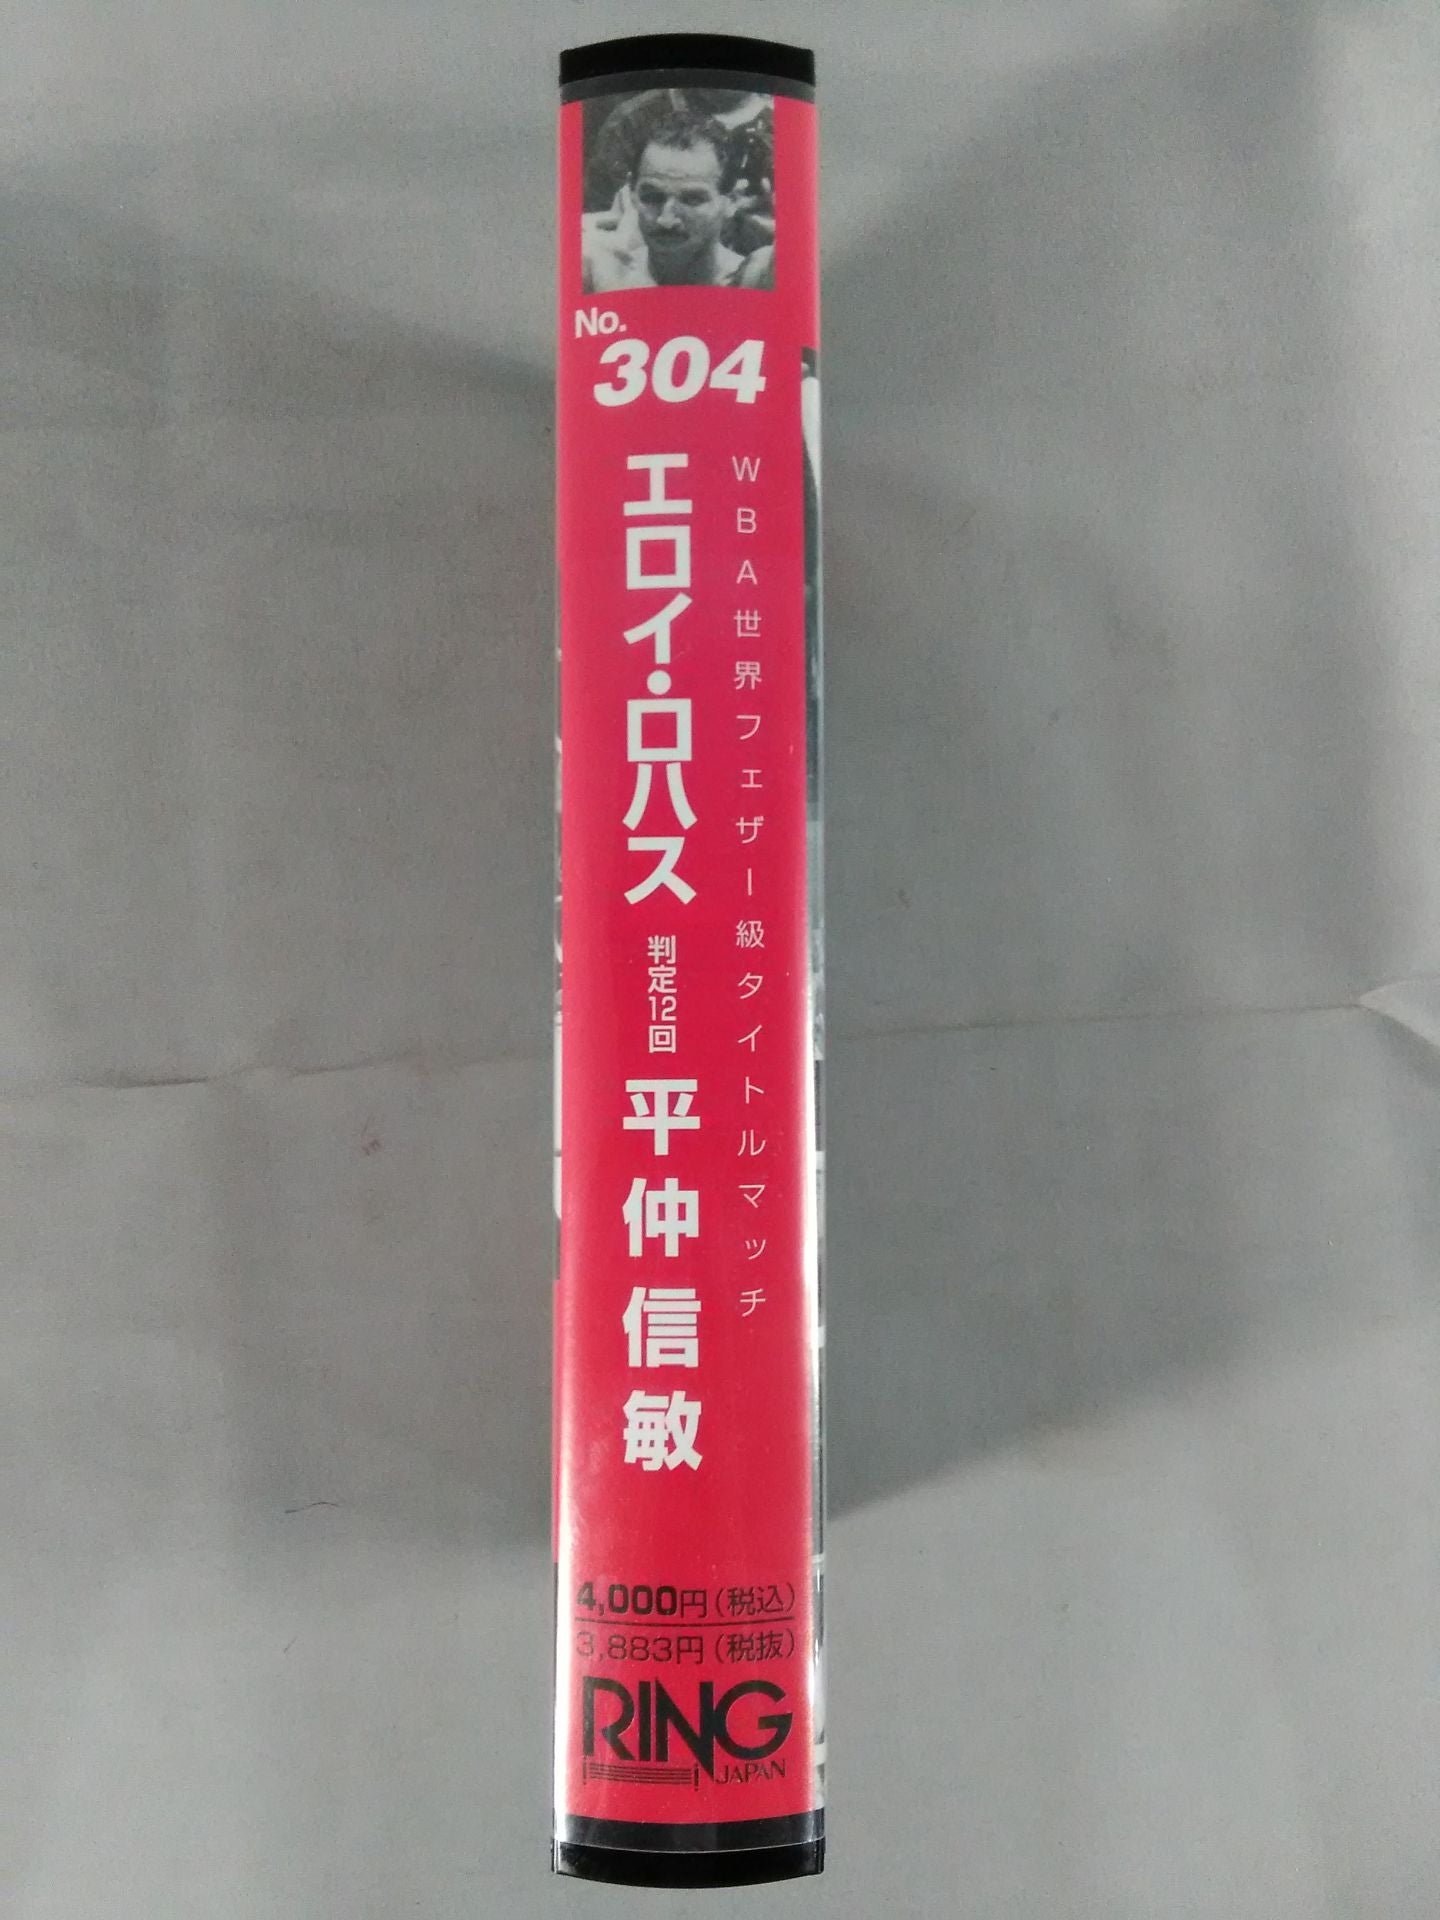 No.
304
WBA世界フェザー級タイトルマッチ
エロイ・ロハス 判定12回 平仲信敏
4,000円(税込)
3,883円(税抜)
RING
JAPAN